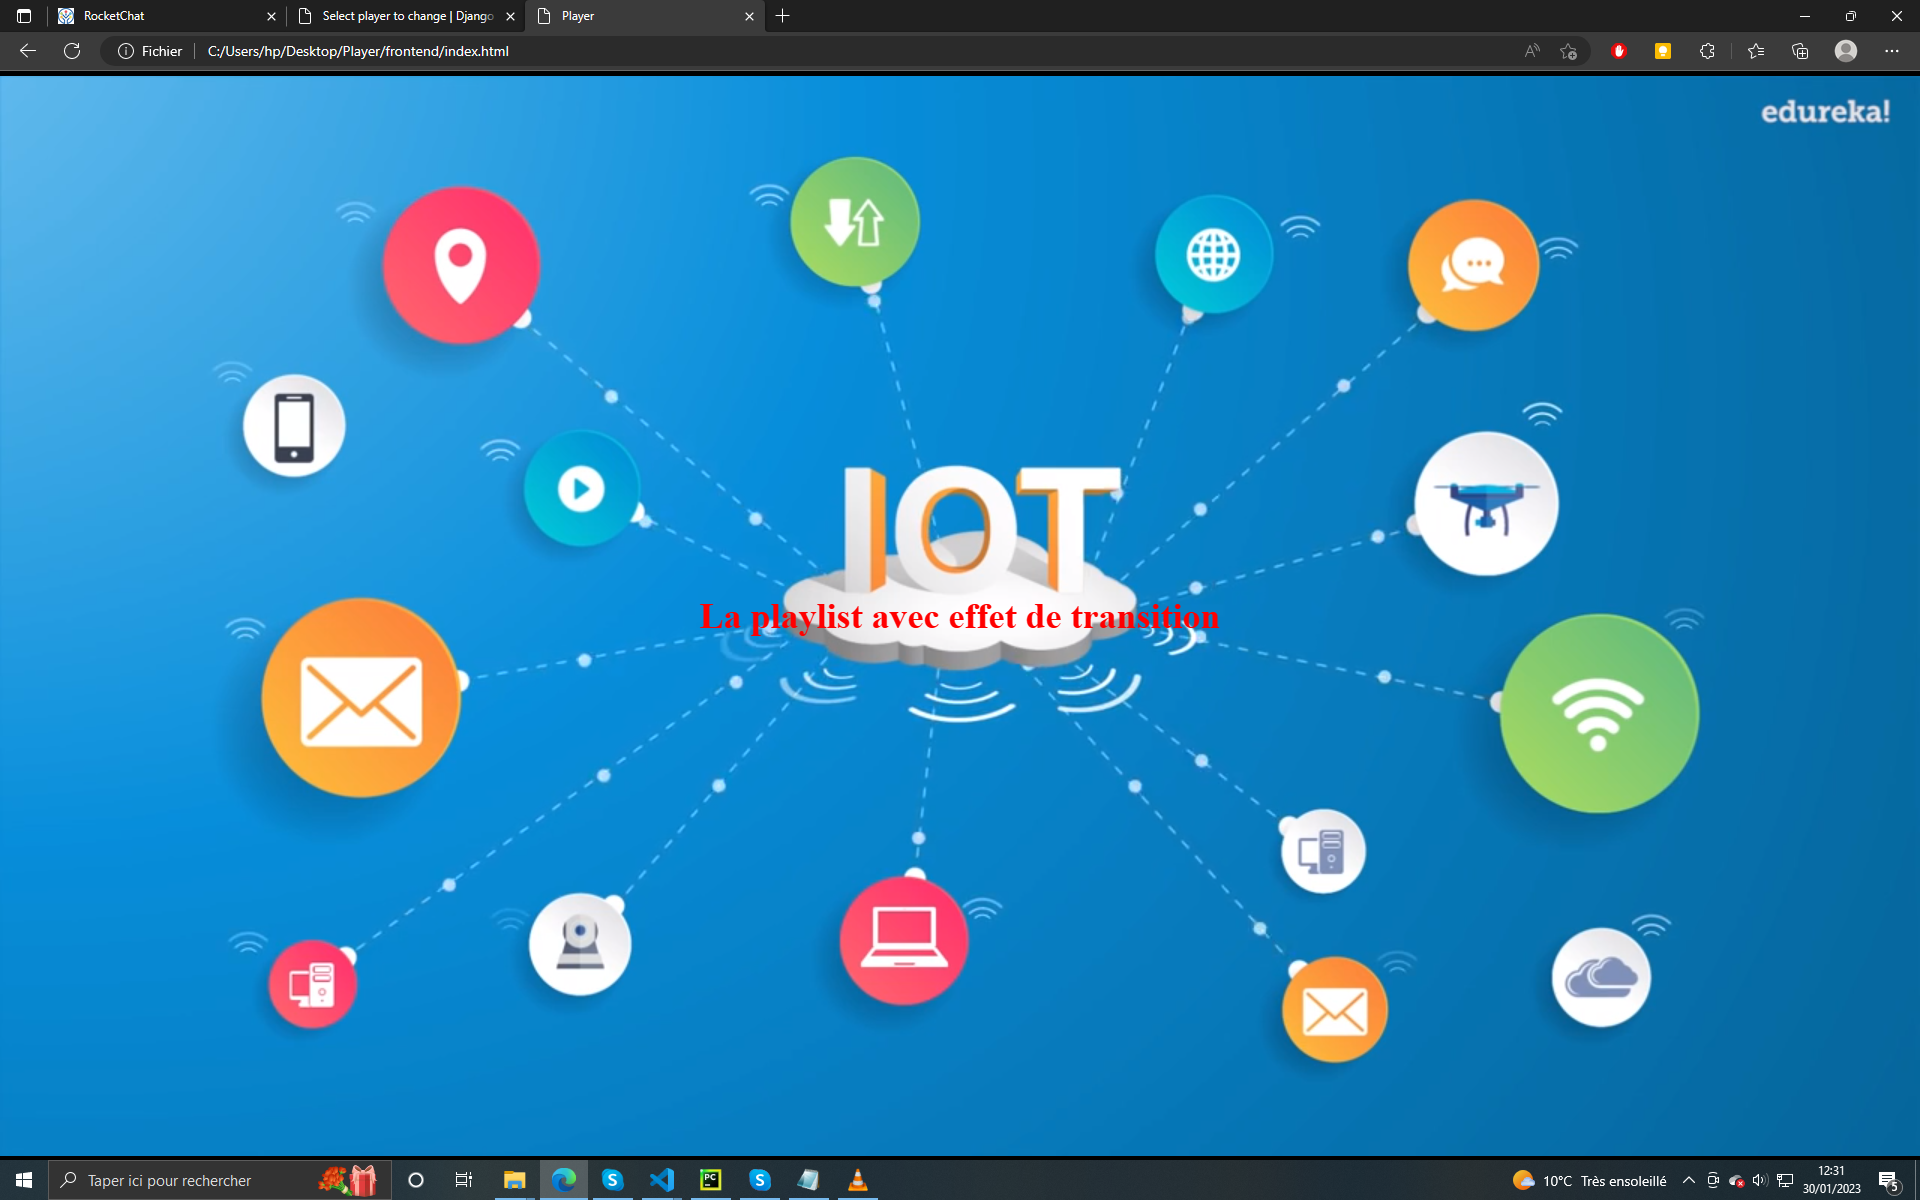 RocketChat
Select player to change | Django
Player
Fichier
C:/Users/hp/Desktop/Player/frontend/index.html
edureka!
IOT
La playlist avec effet de transition
Taper ici pour rechercher
PC
10°C Très ensoleillé
12:31
30/01/2023
5